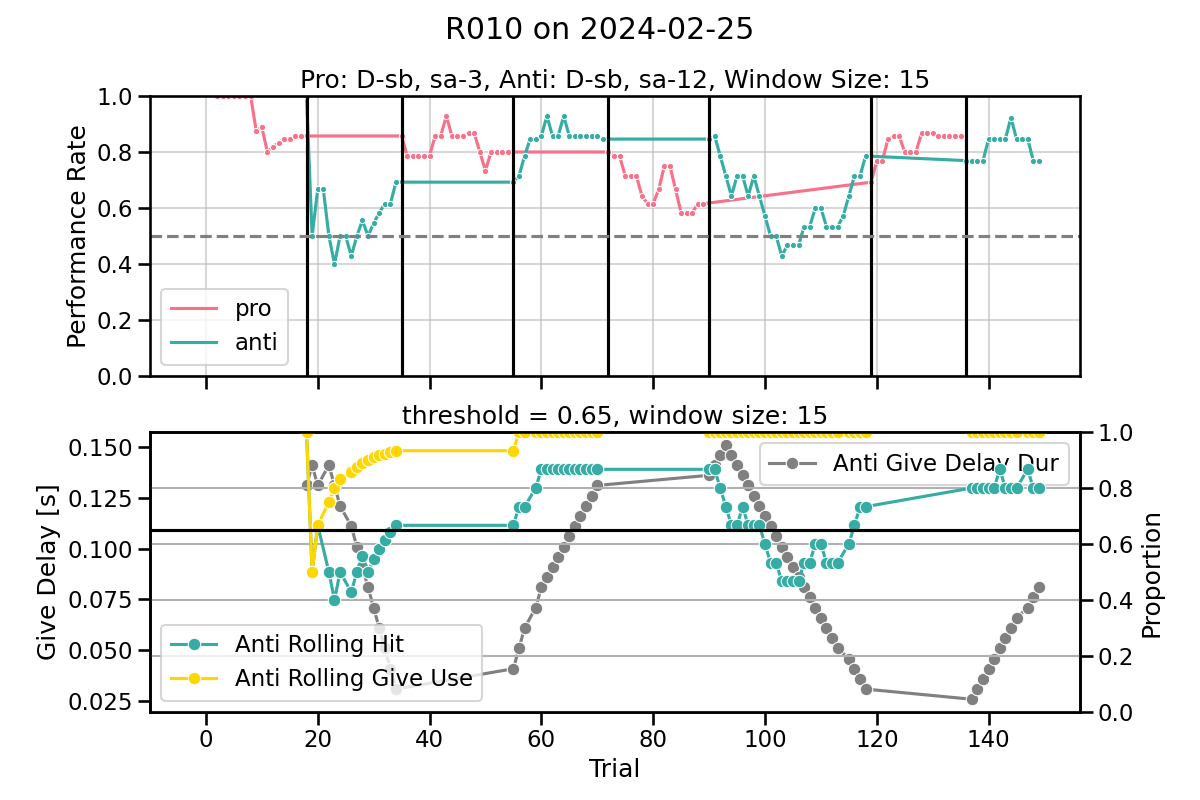 R010 on 2024-02-25
Pro: D-sb, sa-3, Anti: D-sb, sa-12, Window Size: 15
1.0
0.8
0.6
0.4
0.2
0.0
Performance Rate
pro
anti
threshold = 0.65, window size: 15
0.150
0.125
0.100
0.075
0.050
0.025
Give Delay [s]
Anti Give Delay Dur
Anti Rolling Hit
Anti Rolling Give Use
1.0
0.8
0.6
0.4
0.2
0.0
Proportion
0 20 40 60 80 100 120 140
Trial